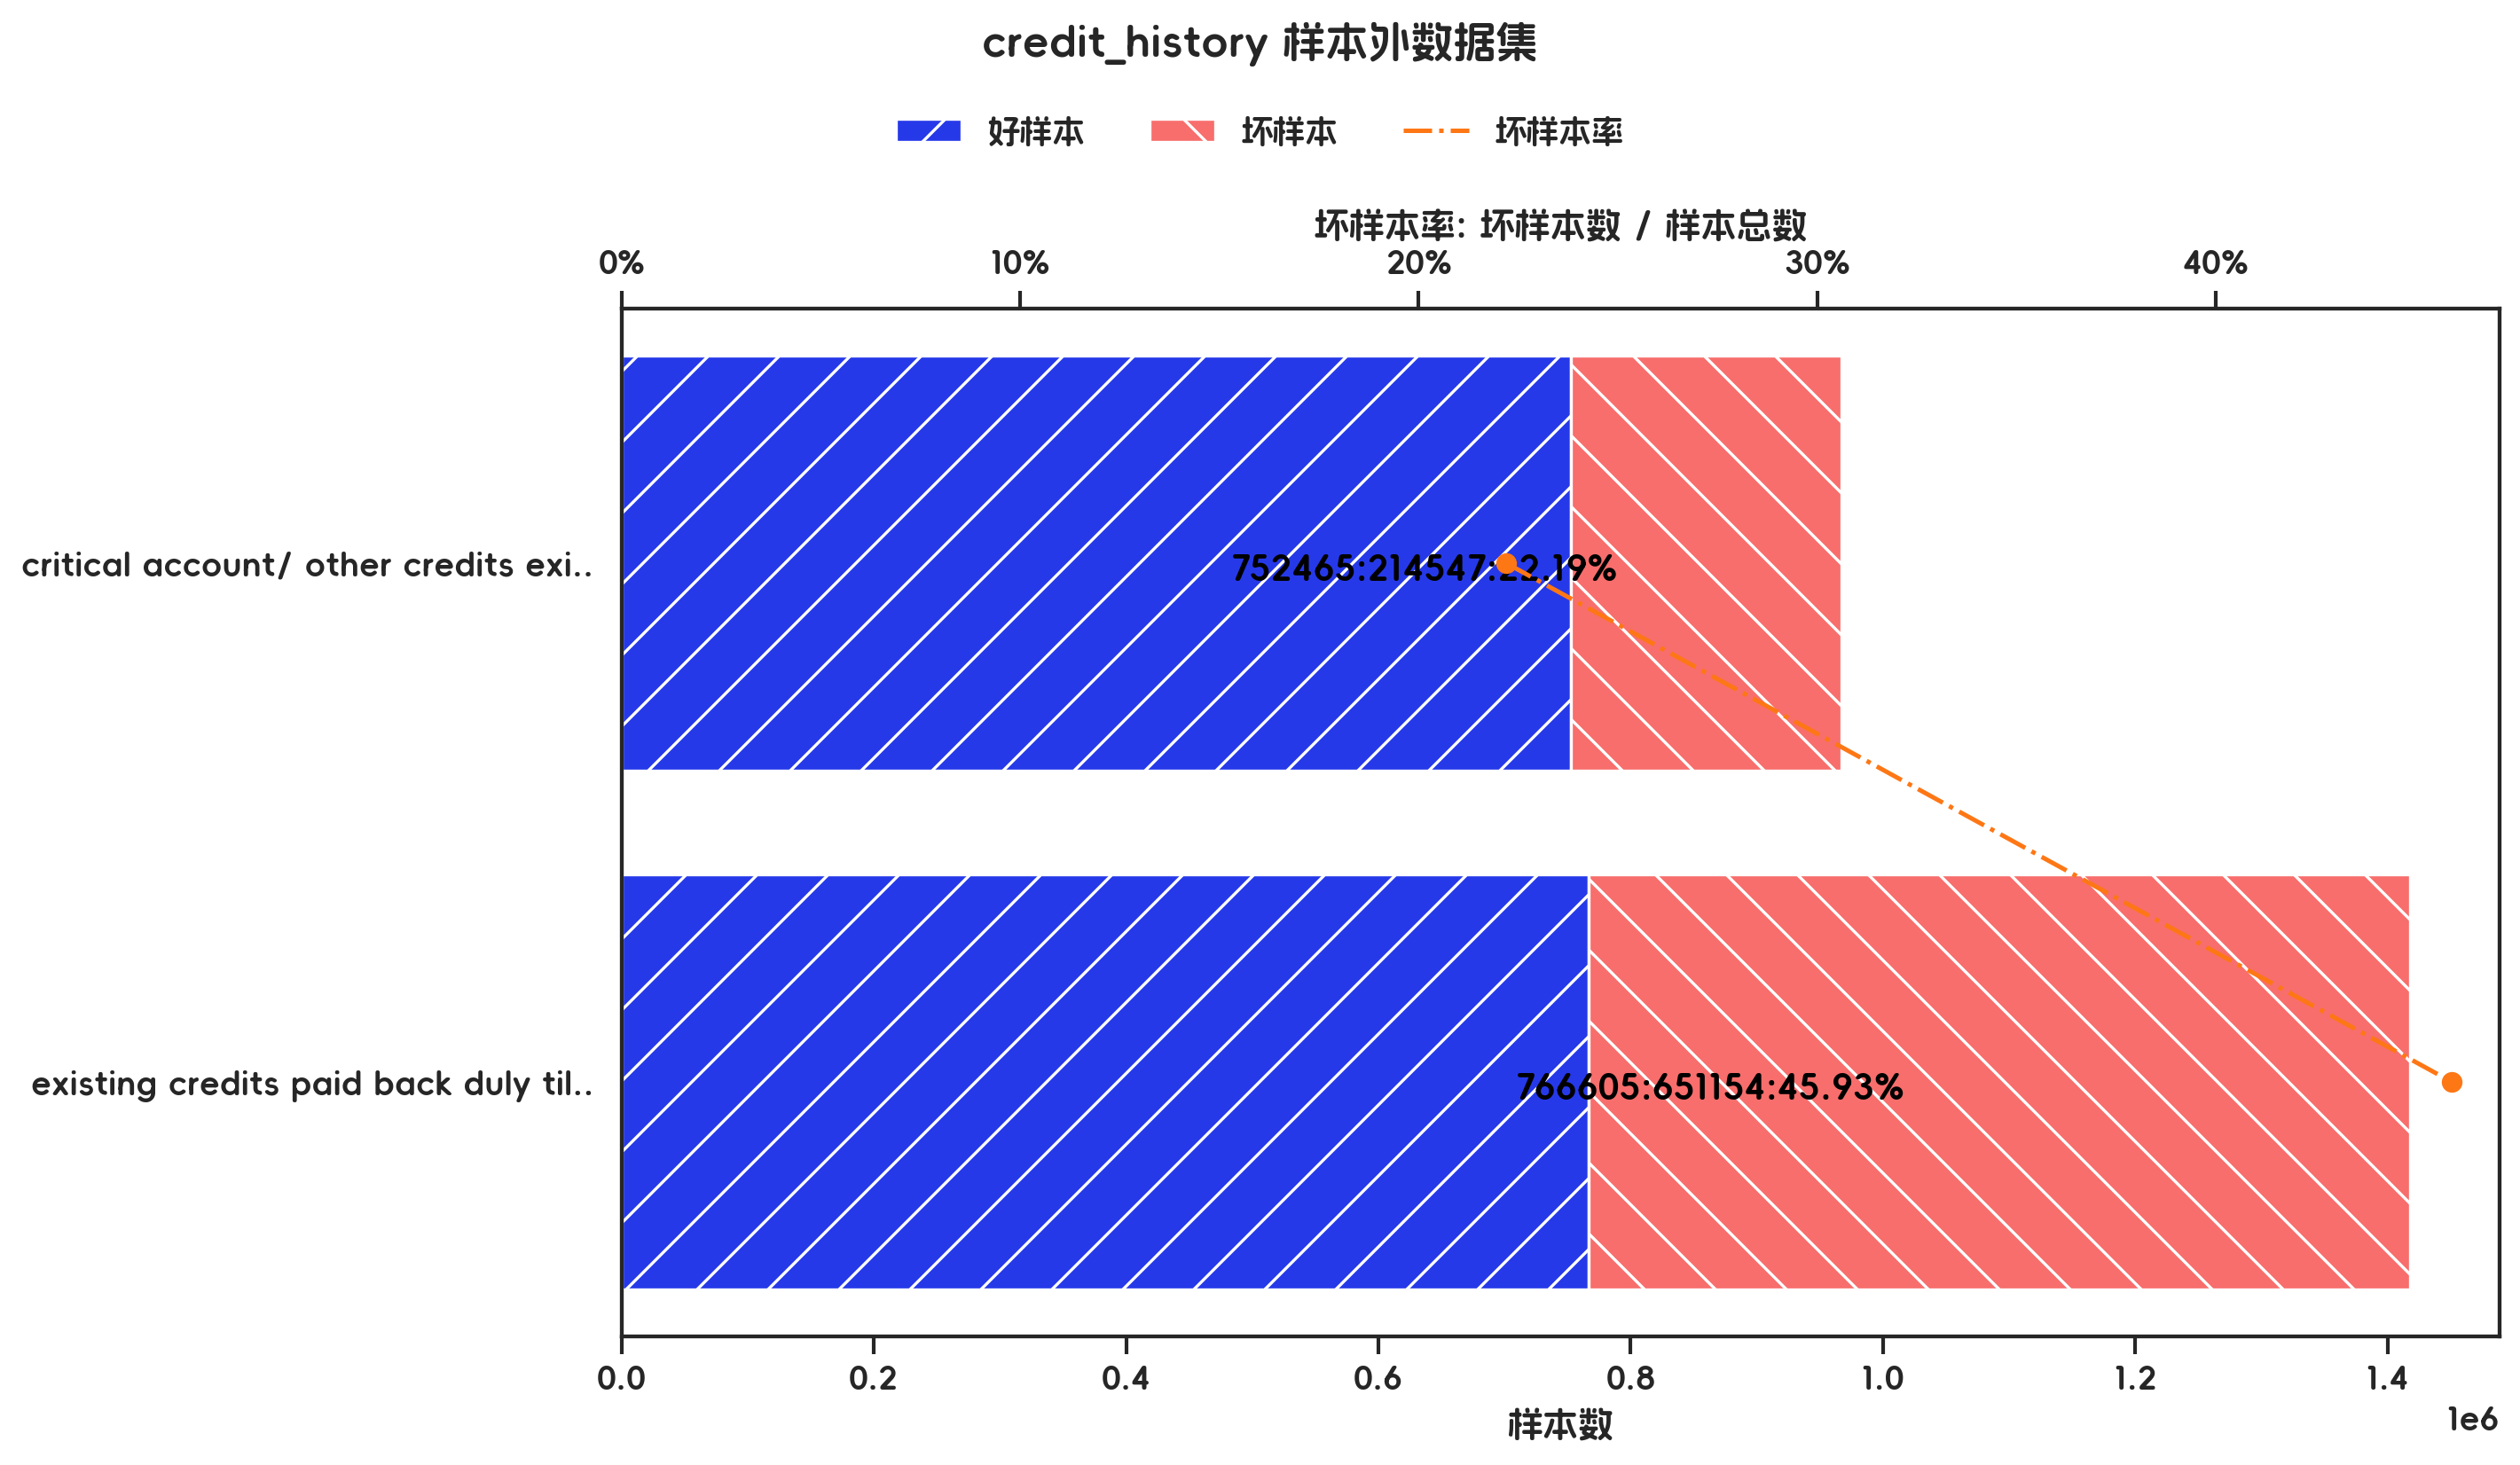 credit_history 样本外数据集
好样本 坏样本 坏样本率
坏样本率: 坏样本数 / 样本总数
0% 10% 20% 30% 40%
critical account/ other credits exi..
752465:214547:22.19%
existing credits paid back duly til..
766605:651154:45.93%
0.0 0.2 0.4 0.6 0.8 1.0 1.2 1.4
样本数
1e6